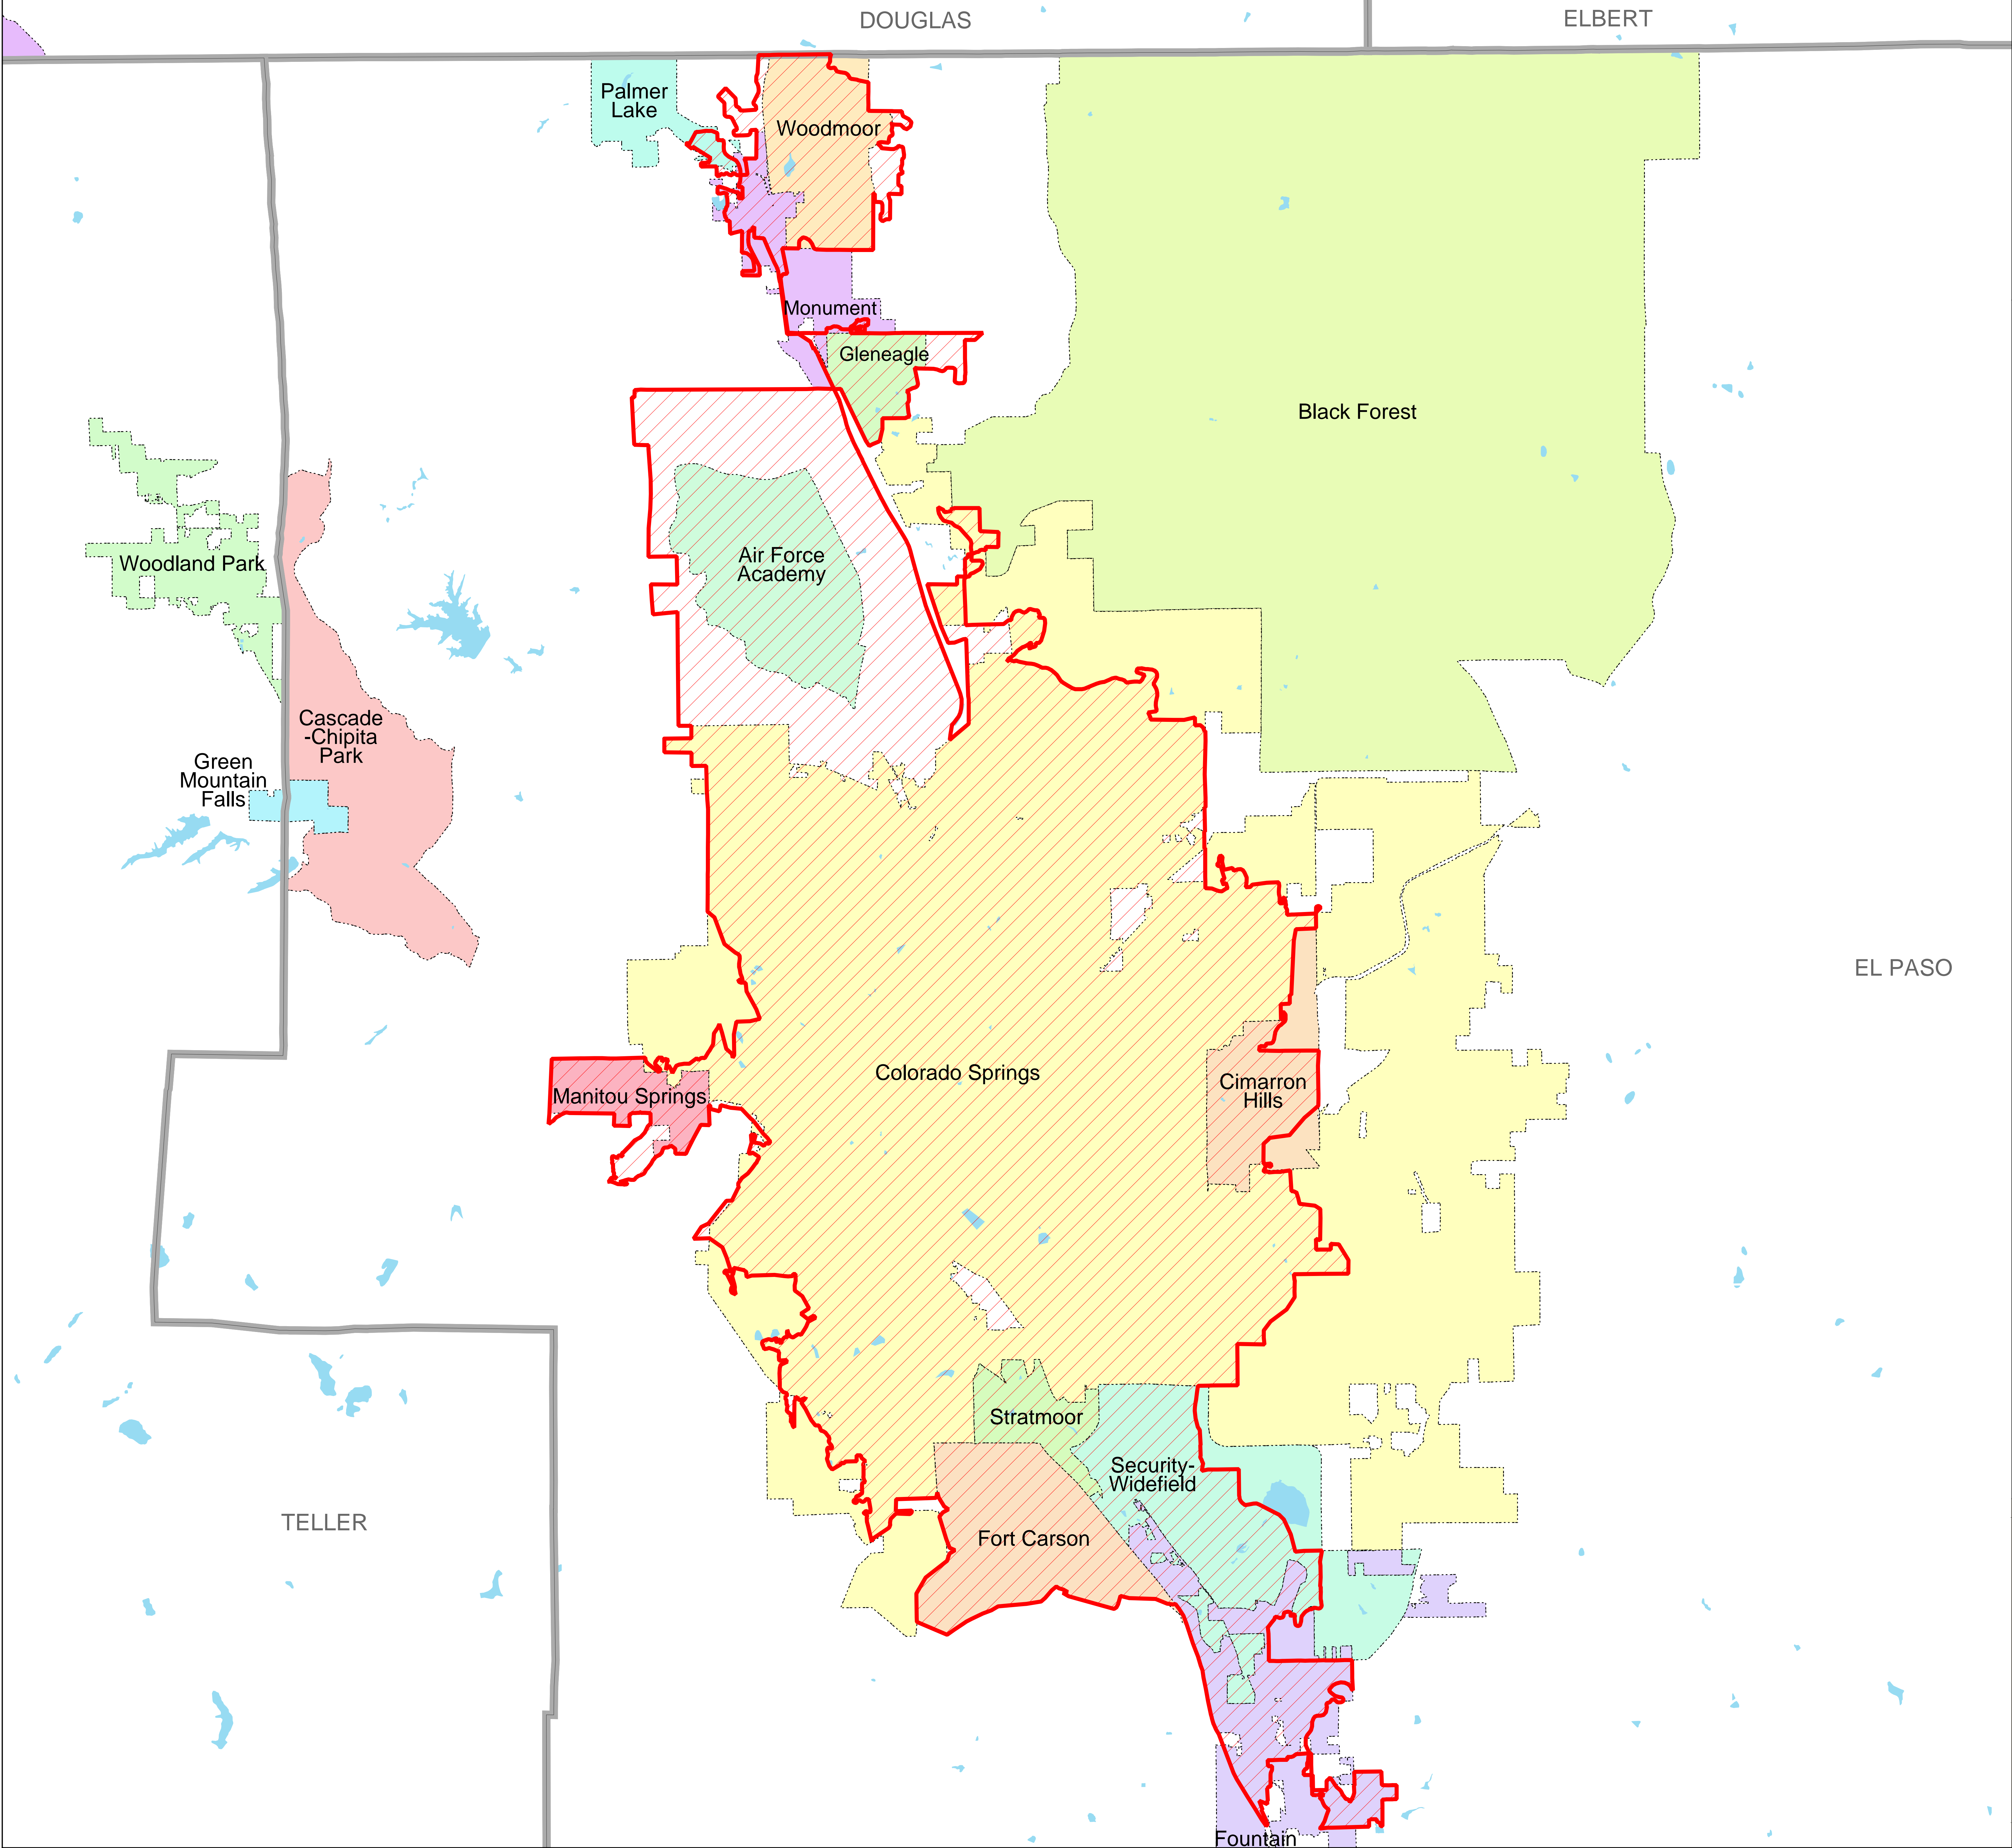 DOUGLAS
ELBERT
Palmer
Lake
Woodmoor
Monument
Gleneagle
Black Forest
Air Force
Academy
Woodland Park
Cascade
-Chipita
Park
Green
Mountain
Falls
EL PASO
Colorado Springs
Manitou Springs
Cimarron
Hills
Stratmoor
Security-
Widefield
TELLER
Fort Carson
Fountain